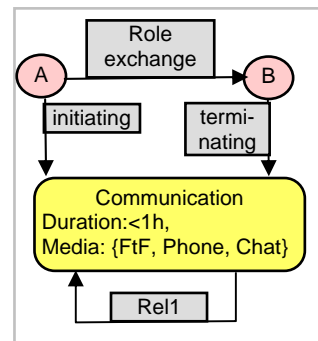 Role
exchange
A
B
initiating
termi-
nating
Communication
Duration:<1h,
Media: {FtF, Phone, Chat}
Rel1